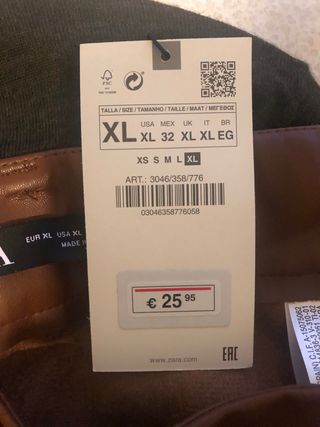 FSC
TALLA / SIZE / TAMANHO / TAILLE / MAAT / ΜΕΓΕΘΟΣ
XL
USA MEX UK IT BR
XL 32 XL XL EG
XS S M L XL
ART.: 3046/358/776
03046358776058
€ 25 95
www.zara.com
EAC
EUR XL USA XL
MADE